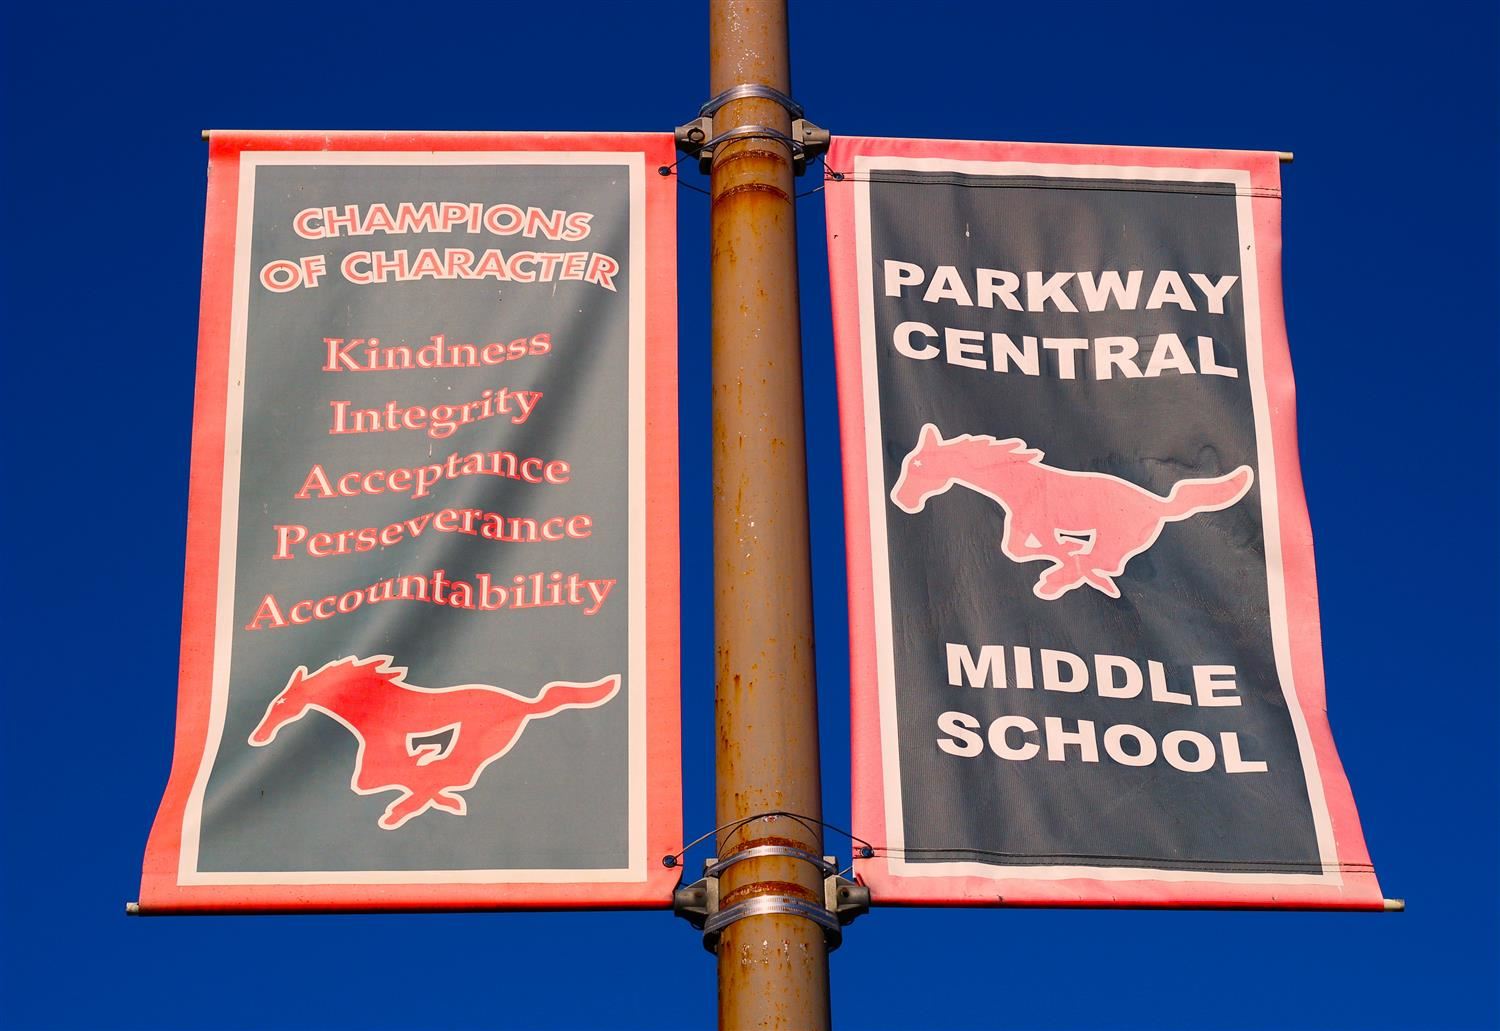 CHAMPIONS
OF CHARACTER
Kindness
Integrity
Acceptance
Perseverance
Accountability
PARKWAY
CENTRAL
MIDDLE
SCHOOL